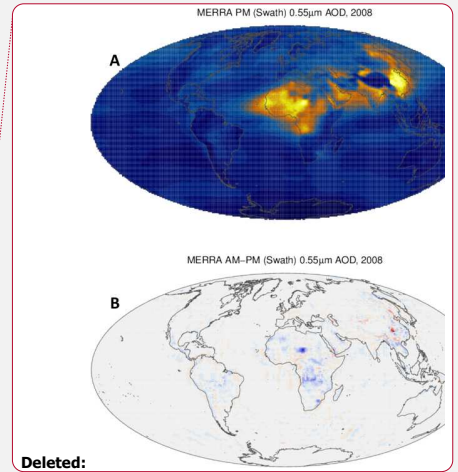 MERRA PM (Swath) 0.55µm AOD, 2008
A
MERRA AM−PM (Swath) 0.55µm AOD, 2008
B
Deleted: